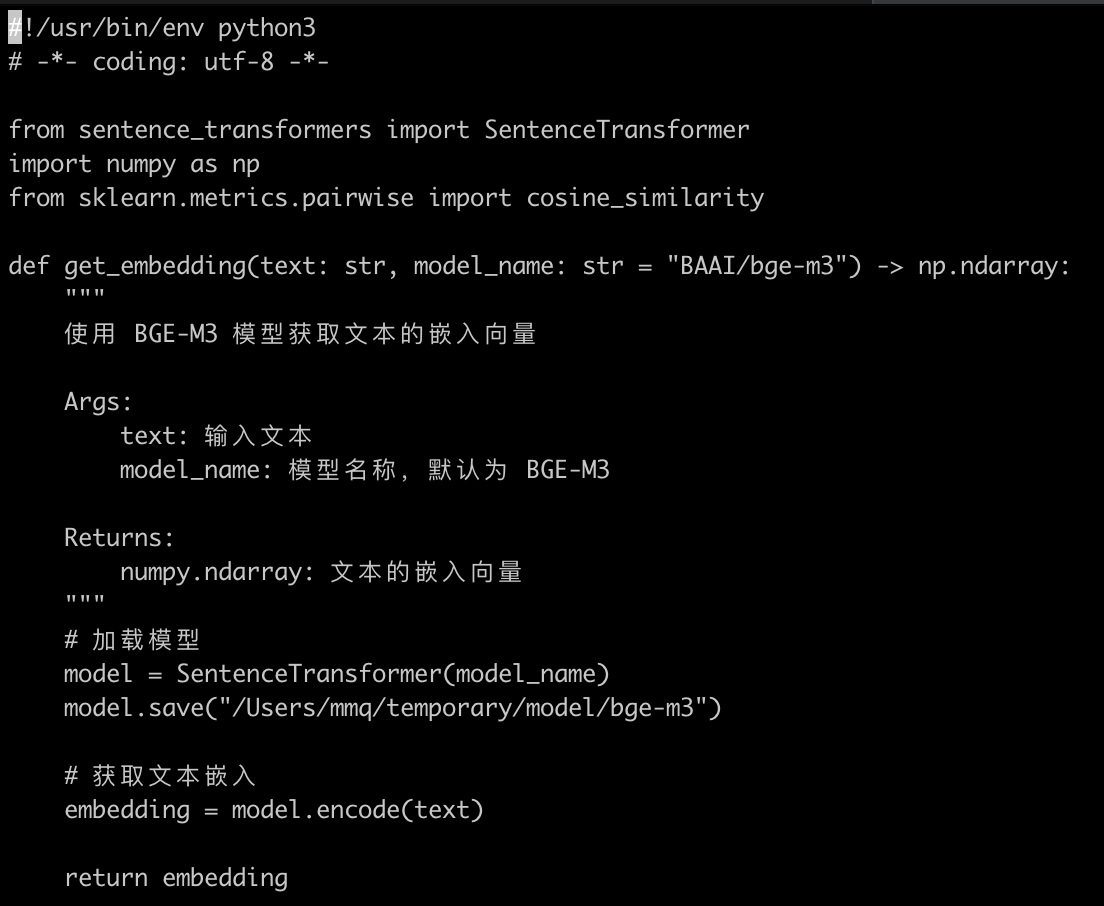 #!/usr/bin/env python3
# -*- coding: utf-8 -*-
from sentence_transformers import SentenceTransformer
import numpy as np
from sklearn.metrics.pairwise import cosine_similarity
def get_embedding(text: str, model_name: str = "BAAI/bge-m3") -> np.ndarray:
    """
    使用 BGE-M3 模型获取文本的嵌入向量
    Args:
        text: 输入文本
        model_name: 模型名称, 默认为 BGE-M3
    Returns:
        numpy.ndarray: 文本的嵌入向量
    """
    # 加载模型
    model = SentenceTransformer(model_name)
    model.save("/Users/mmq/temporary/model/bge-m3")
    # 获取文本嵌入
    embedding = model.encode(text)
    return embedding